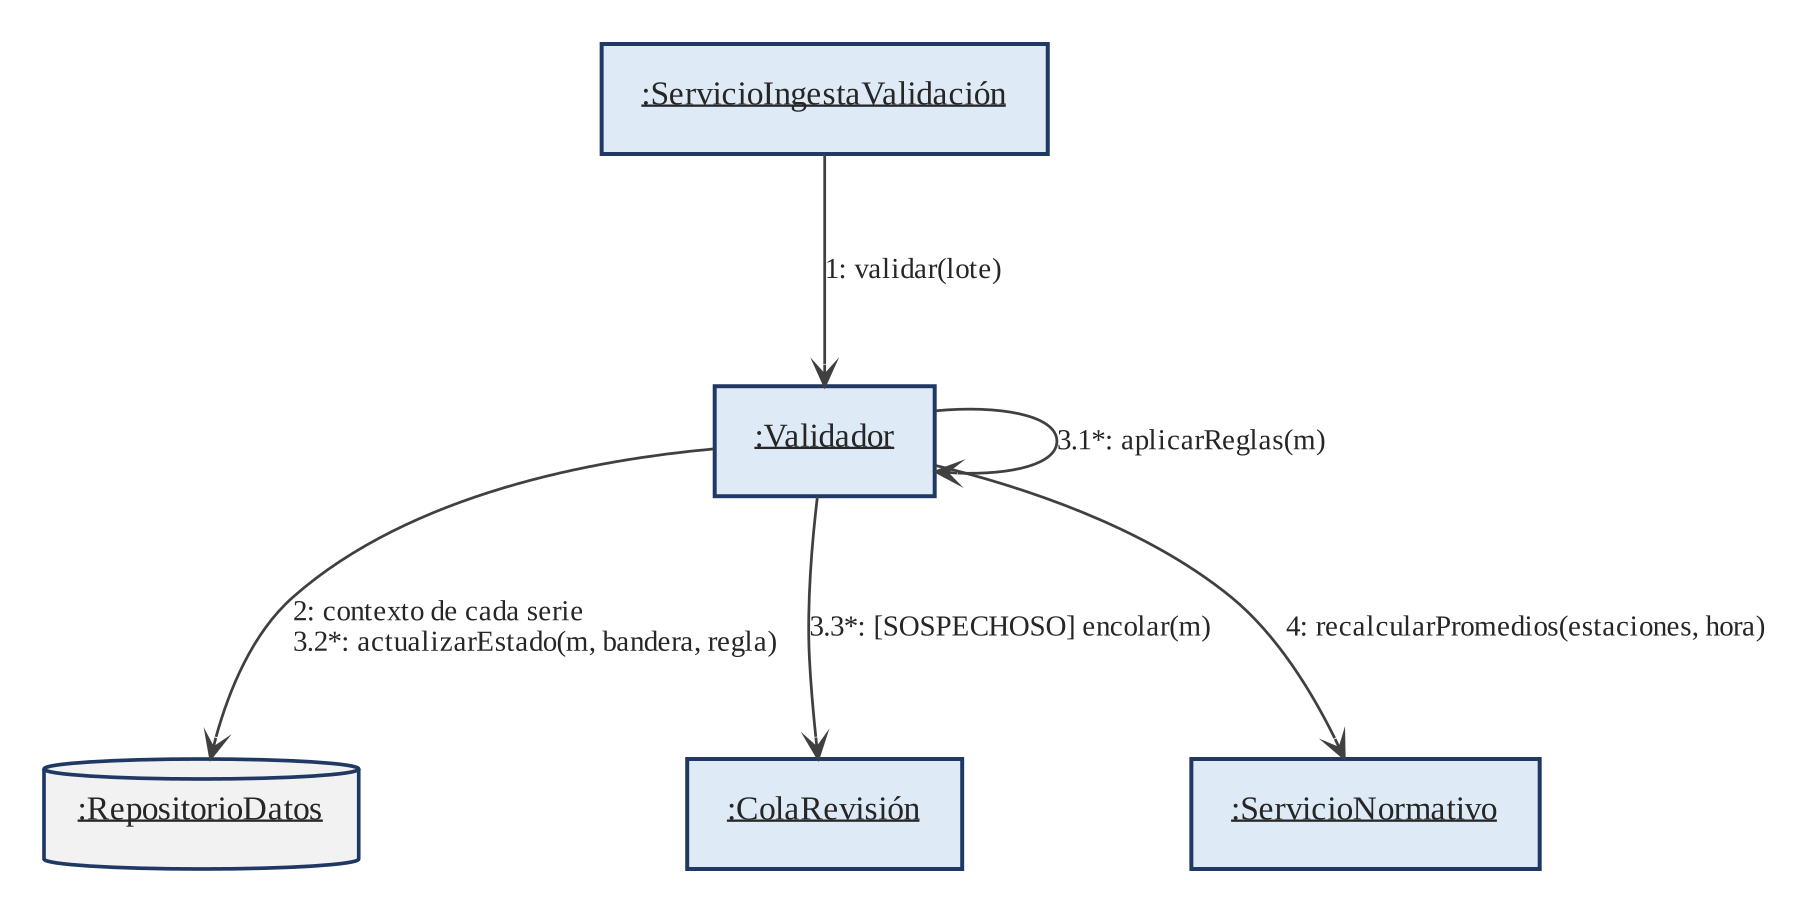 :ServicioIngestaValidación
1: validar(lote)
:Validador
3.1*: aplicarReglas(m)
2: contexto de cada serie
3.2*: actualizarEstado(m, bandera, regla)
3.3*: [SOSPECHOSO] encolar(m)
4: recalcularPromedios(estaciones, hora)
:RepositorioDatos
:ColaRevisión
:ServicioNormativo